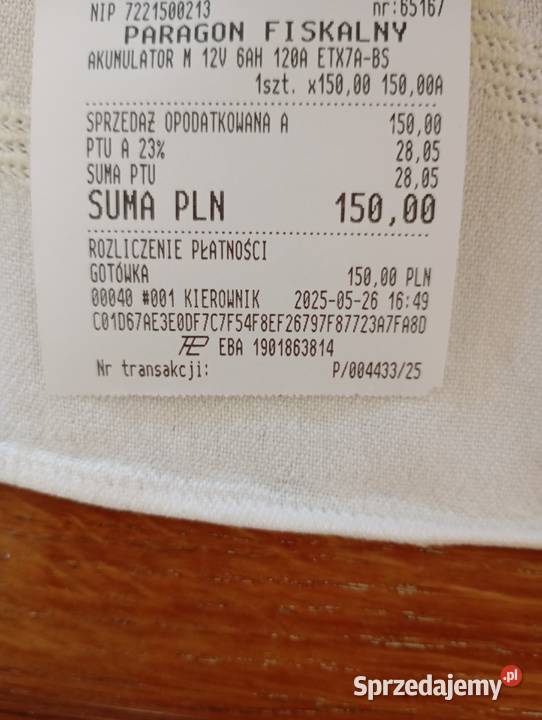 NIP 7221500213 nr:65167
PARAGON FISKALNY
AKUMULATOR M 12V 6AH 120A ETX7A-BS
1szt. x150,00 150,00A
SPRZEDAŻ OPODATKOWANA A 150,00
PTU A 23% 28,05
SUMA PTU 28,05
SUMA PLN 150,00
ROZLICZENIE PŁATNOŚCI
GOTÓWKA 150,00 PLN
00040 #001 KIEROWNIK 2025-05-26 16:49
C01D67AE3E0DF7C7F54F8EF26797F87723A7FA8D
EBA 1901863814
Nr transakcji: P/004433/25
Sprzedajemy.pl